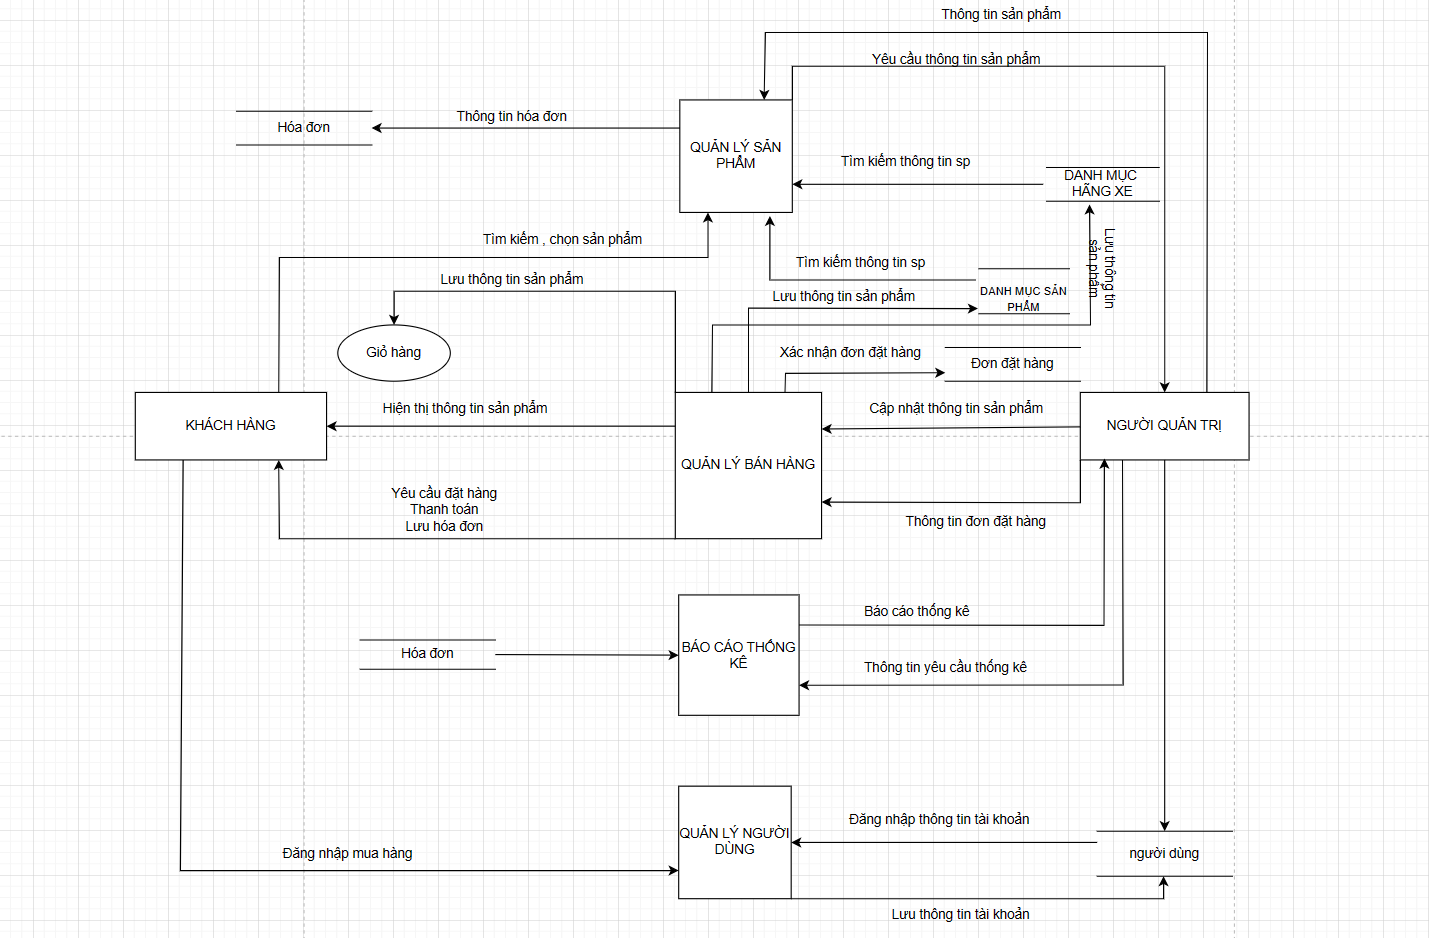 Thông tin sản phẩm
Yêu cầu thông tin sản phẩm
Thông tin hóa đơn
Hóa đơn
QUẢN LÝ SẢN
PHẨM
Tìm kiếm thông tin sp
DANH MỤC
HÃNG XE
Tìm kiếm , chọn sản phẩm
Lưu thông tin
sản phẩm
Tìm kiếm thông tin sp
Lưu thông tin sản phẩm
DANH MỤC SẢN
PHẨM
Lưu thông tin sản phẩm
Giỏ hàng
Xác nhận đơn đặt hàng
Đơn đặt hàng
Hiện thị thông tin sản phẩm
Cập nhật thông tin sản phẩm
KHÁCH HÀNG
NGƯỜI QUẢN TRỊ
QUẢN LÝ BÁN HÀNG
Yêu cầu đặt hàng
Thanh toán
Lưu hóa đơn
Thông tin đơn đặt hàng
Báo cáo thống kê
BÁO CÁO THỐNG
KÊ
Hóa đơn
Thông tin yêu cầu thống kê
Đăng nhập thông tin tài khoản
QUẢN LÝ NGƯỜI
DÙNG
Đăng nhập mua hàng
người dùng
Lưu thông tin tài khoản